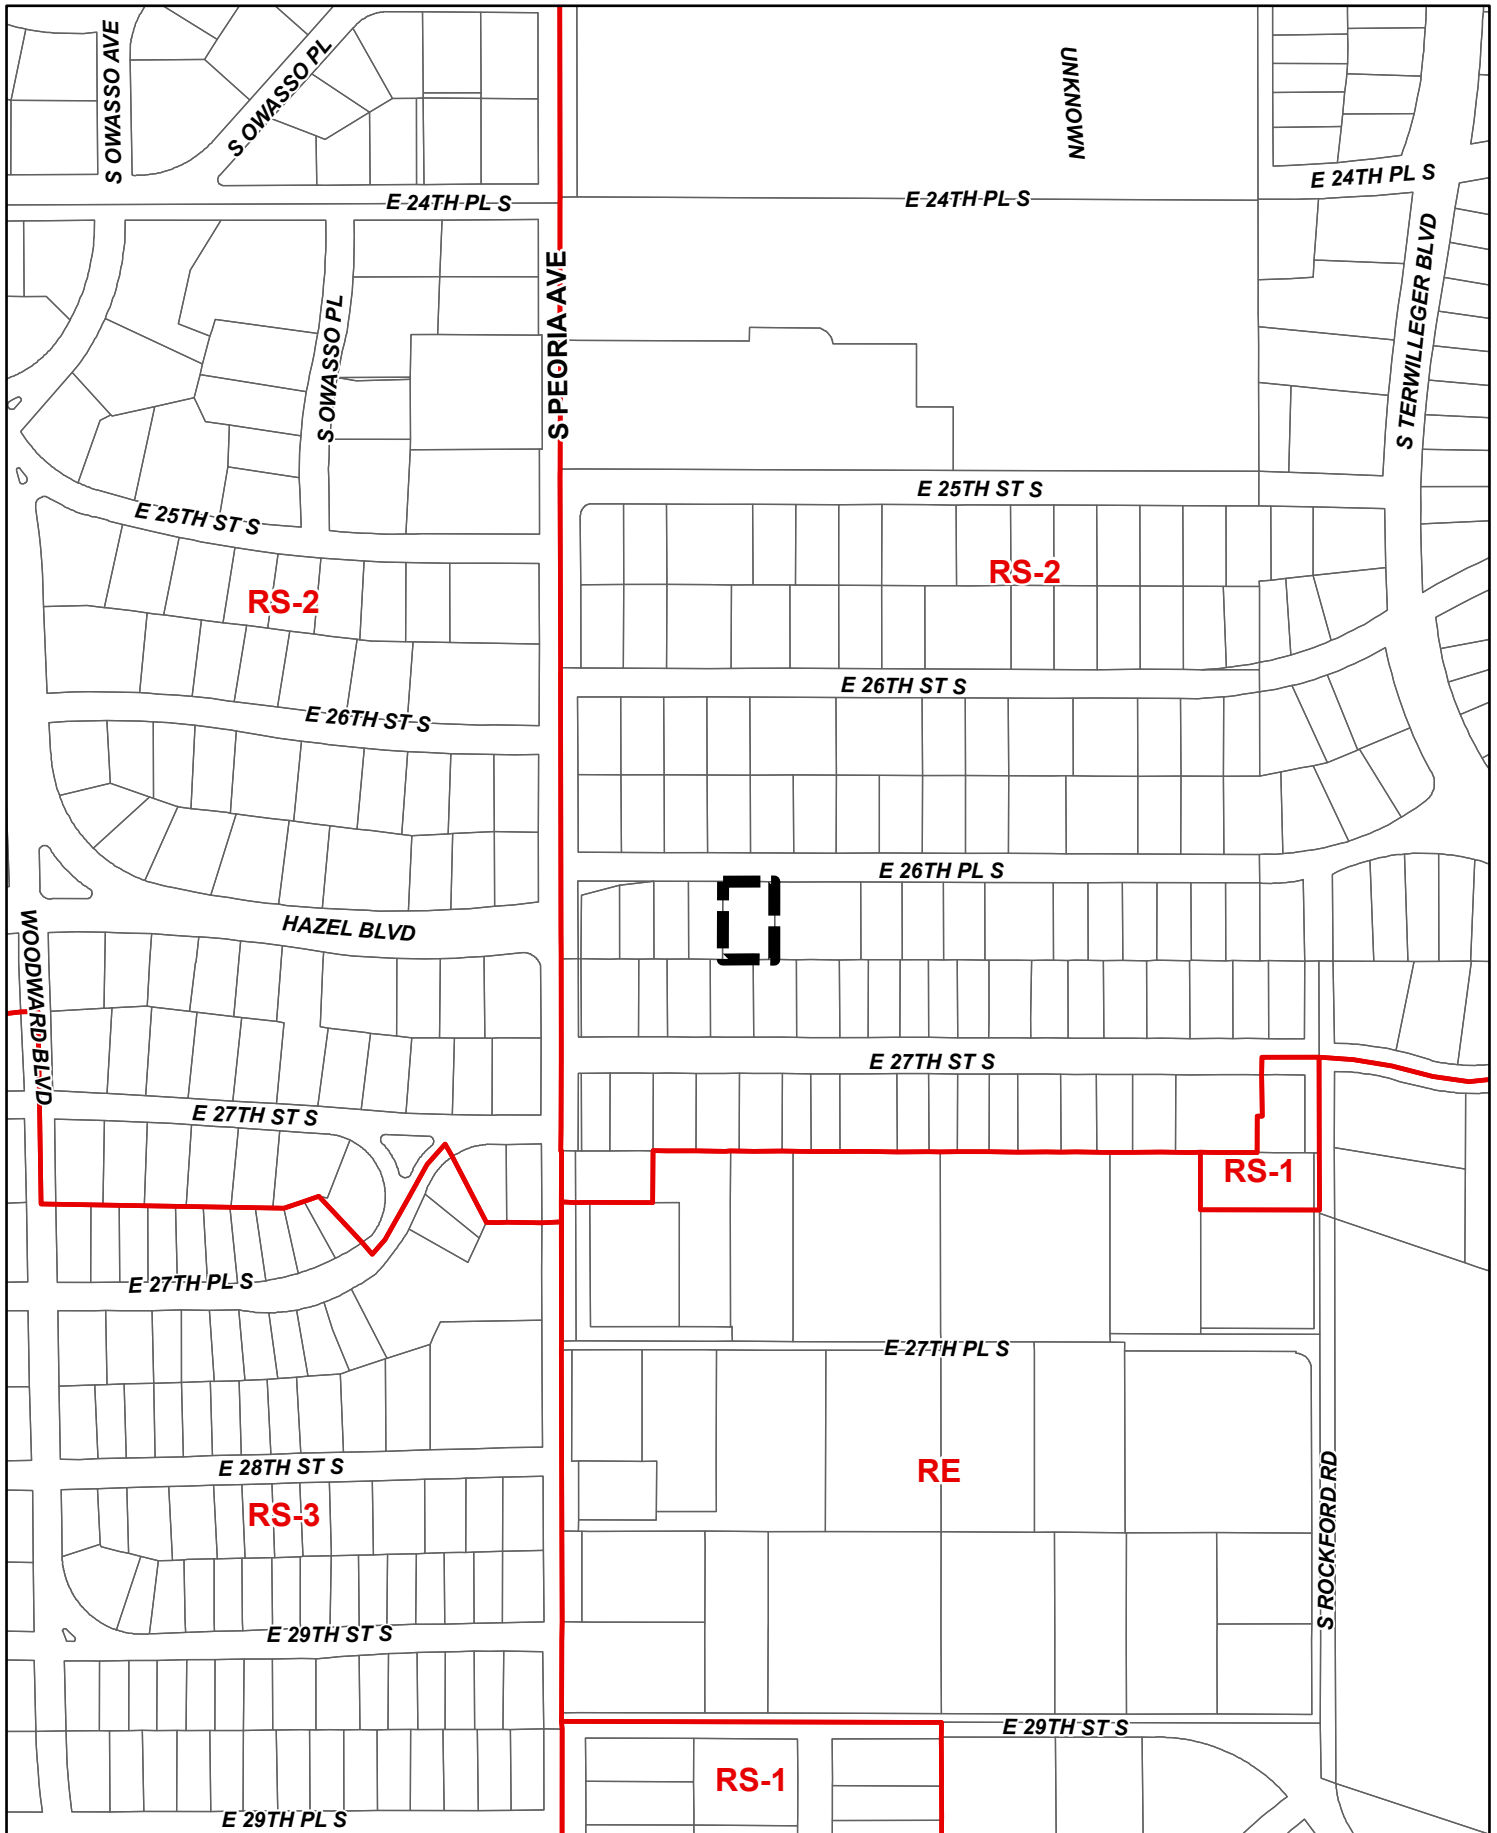 S OWASSO AVE
S OWASSO PL
UNKNOWN
E 24TH PL S
E 24TH PL S
E 24TH PL S
S TERWILLEGER BLVD
S PEORIA AVE
S OWASSO PL
E 25TH ST S
E 25TH ST S
RS-2
RS-2
E 26TH ST S
E 26TH ST S
E 26TH PL S
HAZEL BLVD
WOODWARD BLVD
E 27TH ST S
E 27TH ST S
RS-1
E 27TH PL S
E 27TH PL S
E 28TH ST S
RE
S ROCKFORD RD
RS-3
E 29TH ST S
E 29TH ST S
RS-1
E 29TH PL S